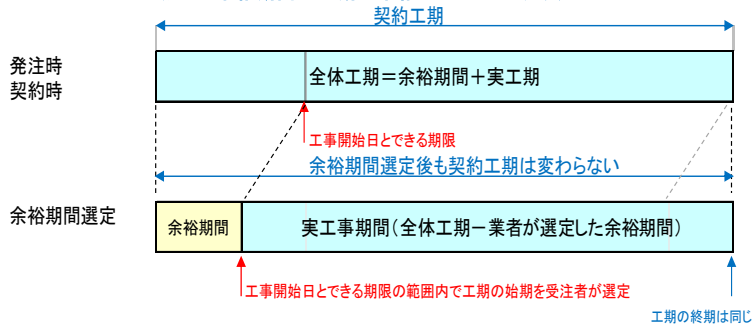 契約工期
発注時
契約時
全体工期＝余裕期間＋実工期
工事開始日とできる期限
余裕期間選定後も契約工期は変わらない
余裕期間選定
余裕期間
実工事期間（全体工期－業者が選定した余裕期間）
工事開始日とできる期限の範囲内で工期の始期を受注者が選定
工期の終期は同じ